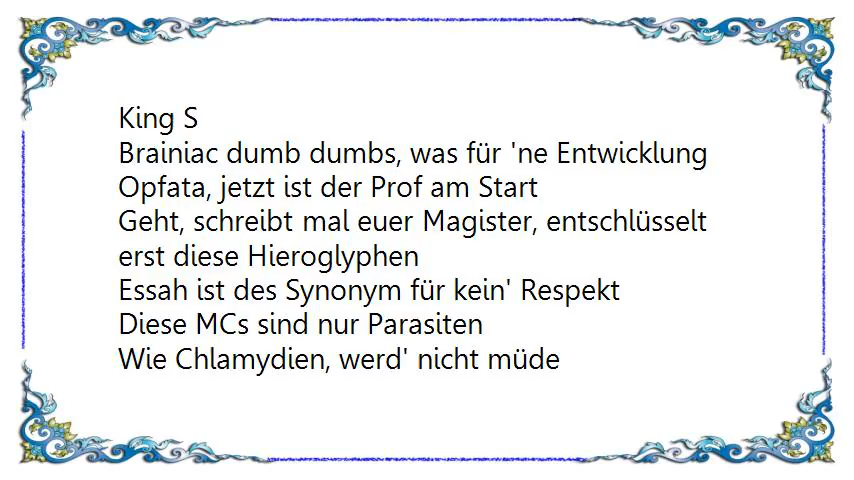 King S
Brainiac dumb dumbs, was für 'ne Entwicklung
Opfata, jetzt ist der Prof am Start
Geht, schreibt mal euer Magister, entschlüsselt
erst diese Hieroglyphen
Essah ist des Synonym für kein' Respekt
Diese MCs sind nur Parasiten
Wie Chlamydien, werd' nicht müde